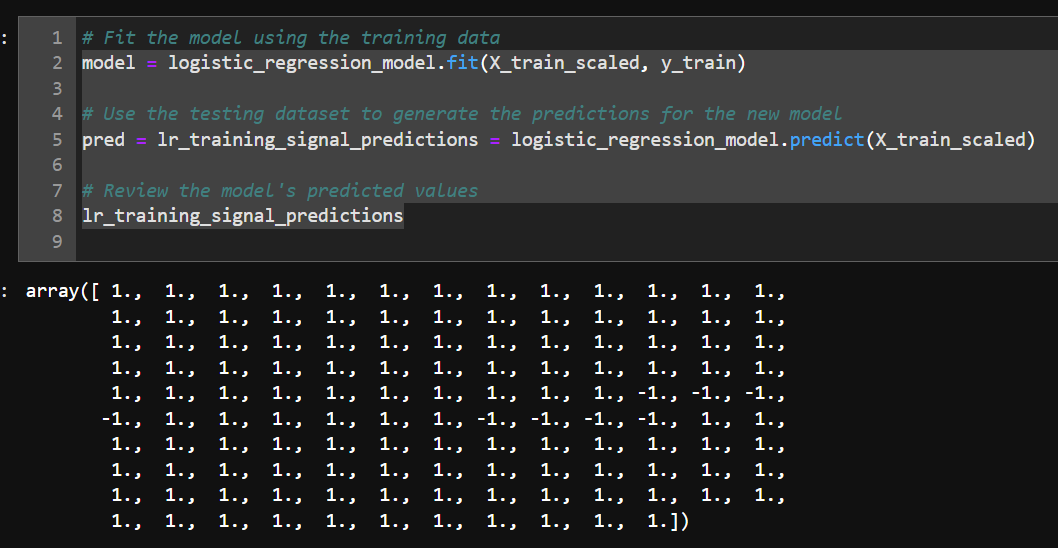 :
1 # Fit the model using the training data
2 model = logistic_regression_model.fit(X_train_scaled, y_train)
3
4 # Use the testing dataset to generate the predictions for the new model
5 pred = lr_training_signal_predictions = logistic_regression_model.predict(X_train_scaled)
6
7 # Review the model's predicted values
8 lr_training_signal_predictions
9
: array([ 1., 1., 1., 1., 1., 1., 1., 1., 1., 1., 1., 1., 1.,
1., 1., 1., 1., 1., 1., 1., 1., 1., 1., 1., 1., 1.,
1., 1., 1., 1., 1., 1., 1., 1., 1., 1., 1., 1., 1.,
1., 1., 1., 1., 1., 1., 1., 1., 1., 1., 1., 1., 1.,
1., 1., 1., 1., 1., 1., 1., 1., 1., 1., -1., -1., -1.,
-1., 1., 1., 1., 1., 1., 1., -1., -1., -1., -1., 1., 1.,
1., 1., 1., 1., 1., 1., 1., 1., 1., 1., 1., 1., 1.,
1., 1., 1., 1., 1., 1., 1., 1., 1., 1., 1., 1., 1.,
1., 1., 1., 1., 1., 1., 1., 1., 1., 1., 1., 1., 1.,
1., 1., 1., 1., 1., 1., 1., 1., 1., 1., 1.])